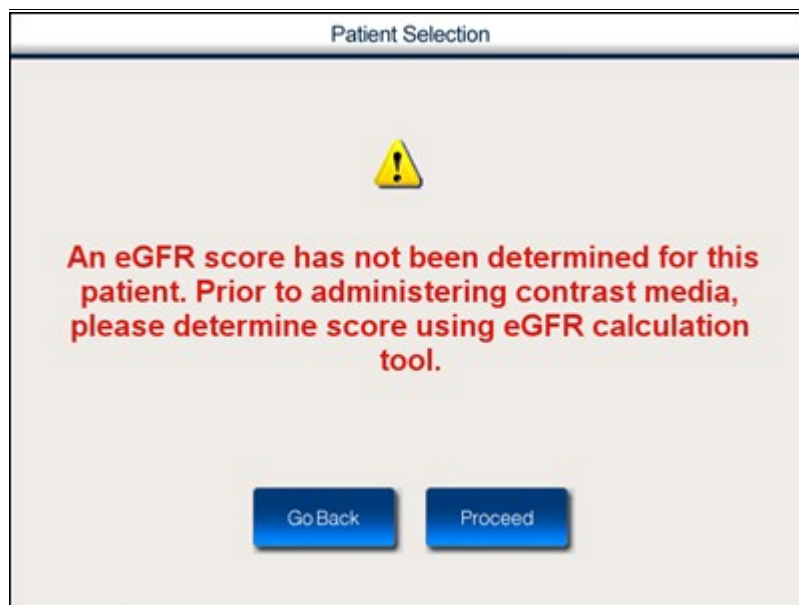 Patient Selection
An eGFR score has not been determined for this
patient. Prior to administering contrast media,
please determine score using eGFR calculation
tool.
Go Back
Proceed